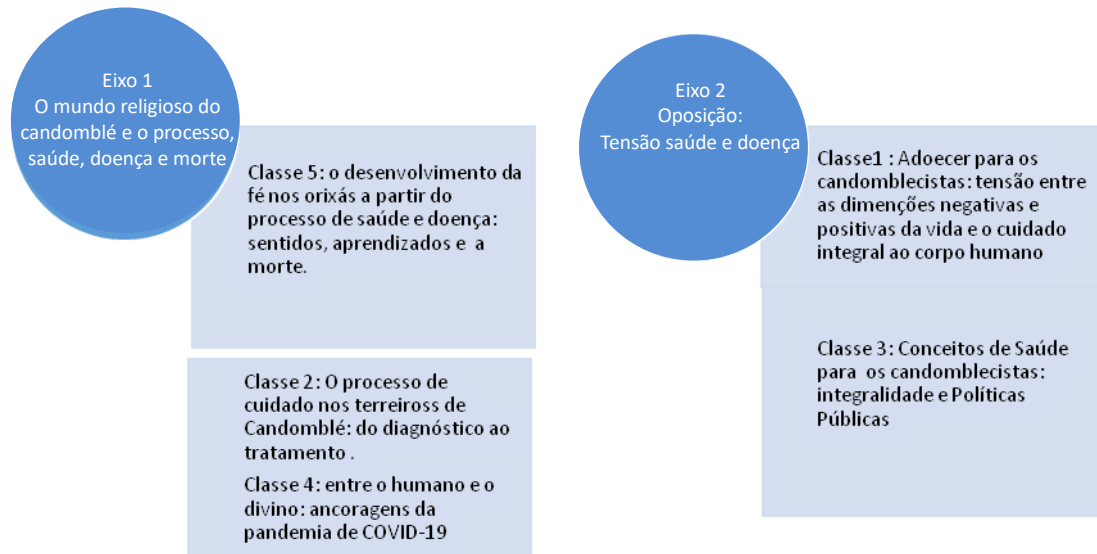 Eixo 1
O mundo religioso do
candomblé e o processo,
saúde, doença e morte
Classe 5: o desenvolvimento da
fé nos orixás a partir do
processo de saúde e doença:
sentidos, aprendizados e a
morte.
Classe 2: O processo de
cuidado nos terreiross de
Candomblé: do diagnóstico ao
tratamento .
Classe 4: entre o humano e o
divino: ancoragens da
pandemia de COVID-19
Eixo 2
Oposição:
Tensão saúde e doença
Classe1 : Adoecer para os
candomblecistas: tensão entre
as dimenções negativas e
positivas da vida e o cuidado
integral ao corpo humano
Classe 3: Conceitos de Saúde
para os candomblecistas:
integralidade e Políticas
Públicas